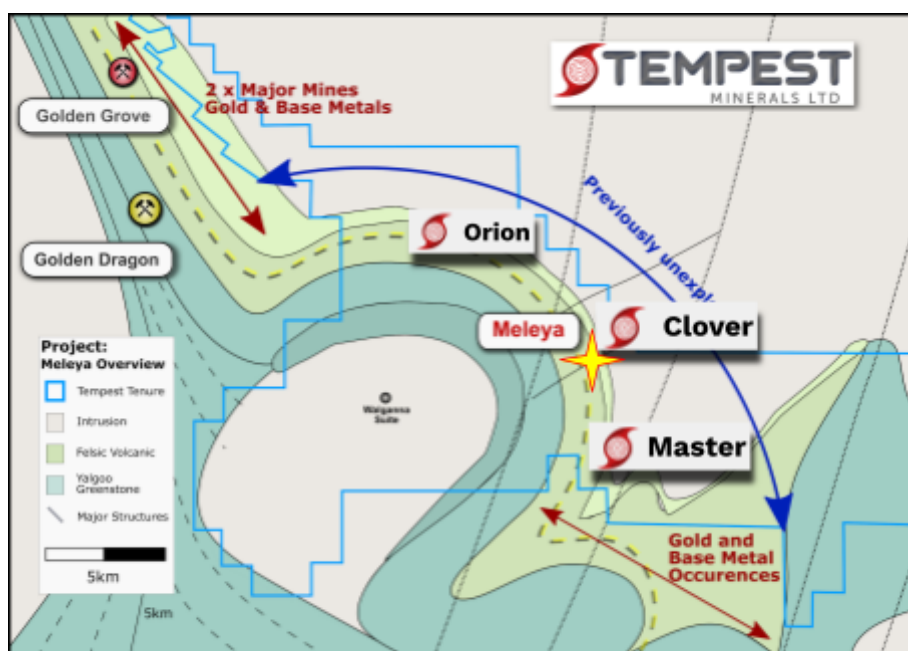 TEMPEST
MINERALS LTD
2 x Major Mines
Gold & Base Metals
Golden Grove
Golden Dragon
Previously unexpl
Orion
Meleya
Clover
Master
Walganna
Suite
Gold and
Base Metal
Occurences
Project:
Meleya Overview
Tempest Tenure
Intrusion
Felsic Volcanic
Yalgoo
Greenstone
Major Structures
5km
5km